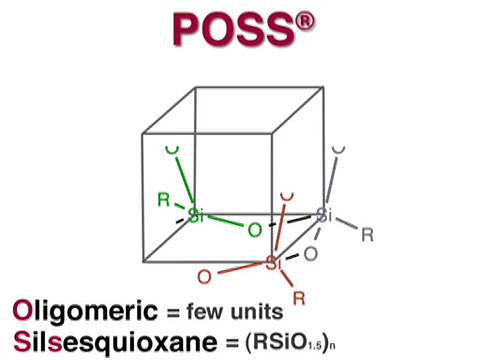 POSS®
R Si O Si R
Si O
O R
Oligomeric = few units
Silsesquioxane = (RSiO1.5)n